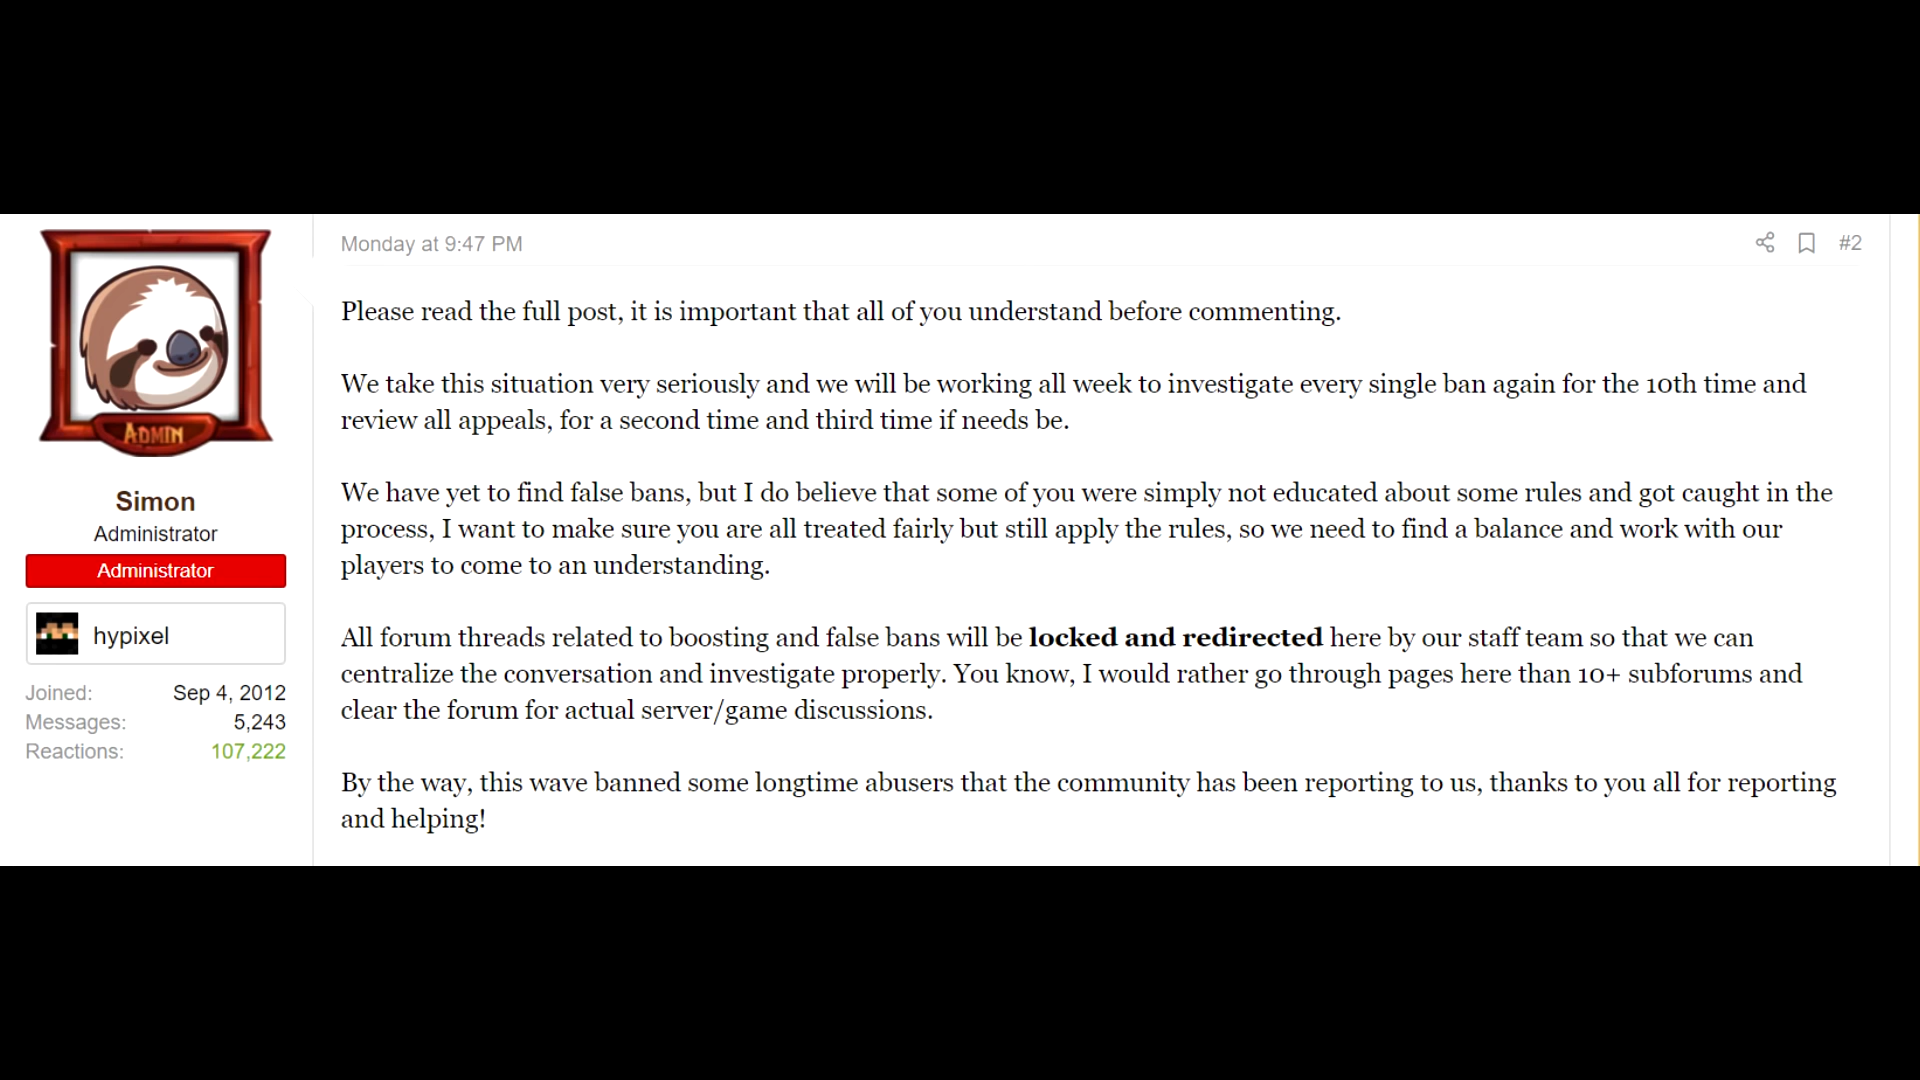 ADMIN
Simon
Administrator
Administrator
hypixel
Joined: Sep 4, 2012
Messages: 5,243
Reactions: 107,222
Monday at 9:47 PM
#2
Please read the full post, it is important that all of you understand before commenting.
We take this situation very seriously and we will be working all week to investigate every single ban again for the 10th time and
review all appeals, for a second time and third time if needs be.
We have yet to find false bans, but I do believe that some of you were simply not educated about some rules and got caught in the
process, I want to make sure you are all treated fairly but still apply the rules, so we need to find a balance and work with our
players to come to an understanding.
All forum threads related to boosting and false bans will be locked and redirected here by our staff team so that we can
centralize the conversation and investigate properly. You know, I would rather go through pages here than 10+ subforums and
clear the forum for actual server/game discussions.
By the way, this wave banned some longtime abusers that the community has been reporting to us, thanks to you all for reporting
and helping!